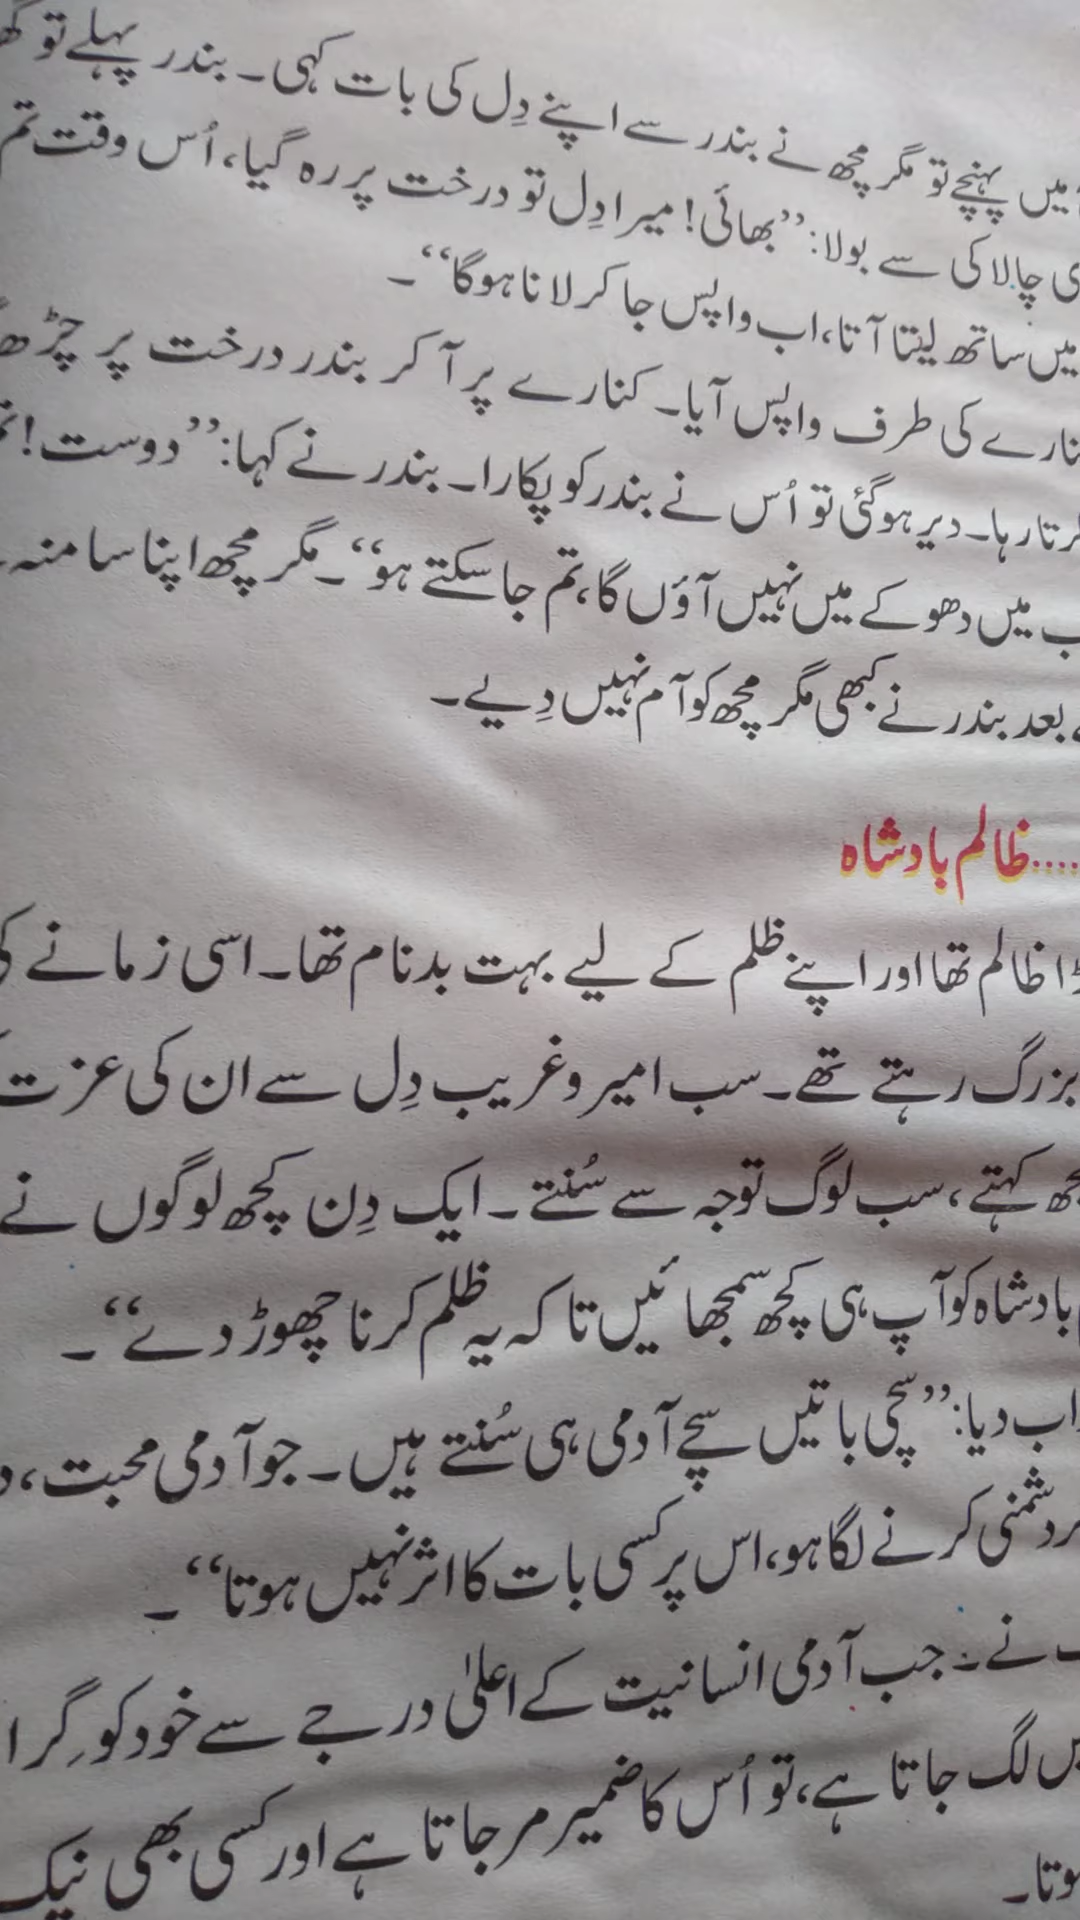 میں پہنچے تو مگر مچھ نے بندر سے اپنے دِل کی بات کہی۔ بندر پہلے تو
چالاکی سے بولا: ”بھائی! میرا دِل تو درخت پر رہ گیا، اُس وقت تم
میں ساتھ لیتا آتا، اب واپس جا کر لانا ہوگا“۔
کی طرف واپس آیا۔ کنارے پر آ کر بندر درخت پر
رہا۔ دیر ہوگئی تو اُس نے بندر کو پکارا۔ بندر نے کہا: ”دوست!
میں دھوکے میں نہیں آؤں گا، تم جا سکتے ہو“۔ مگر مچھ اپنا سا منہ
بعد بندر نے کبھی مگر مچھ کو آم نہیں دِیے۔
....ظالم بادشاہ
ظالم تھا اور اپنے ظلم کے لیے بہت بدنام تھا۔ اسی زمانے کی
بزرگ رہتے تھے۔ سب امیر و غریب دِل سے ان کی عزت
کہتے، سب لوگ توجہ سے سُنتے۔ ایک دِن کچھ لوگوں نے
بادشاہ کو آپ ہی کچھ سمجھائیں تاکہ یہ ظلم کرنا چھوڑ دے“۔
دیا: ”سچی باتیں سچے آدمی ہی سُنتے ہیں۔ جو آدمی محبت،
دشمنی کرنے لگا ہو، اس پر کسی بات کا اثر نہیں ہوتا“۔
نے۔ جب آدمی انسانیت کے اعلیٰ درجے سے خود کو گِرا
لگ جاتا ہے، تو اُس کا ضمیر مر جاتا ہے اور کسی بھی نیک